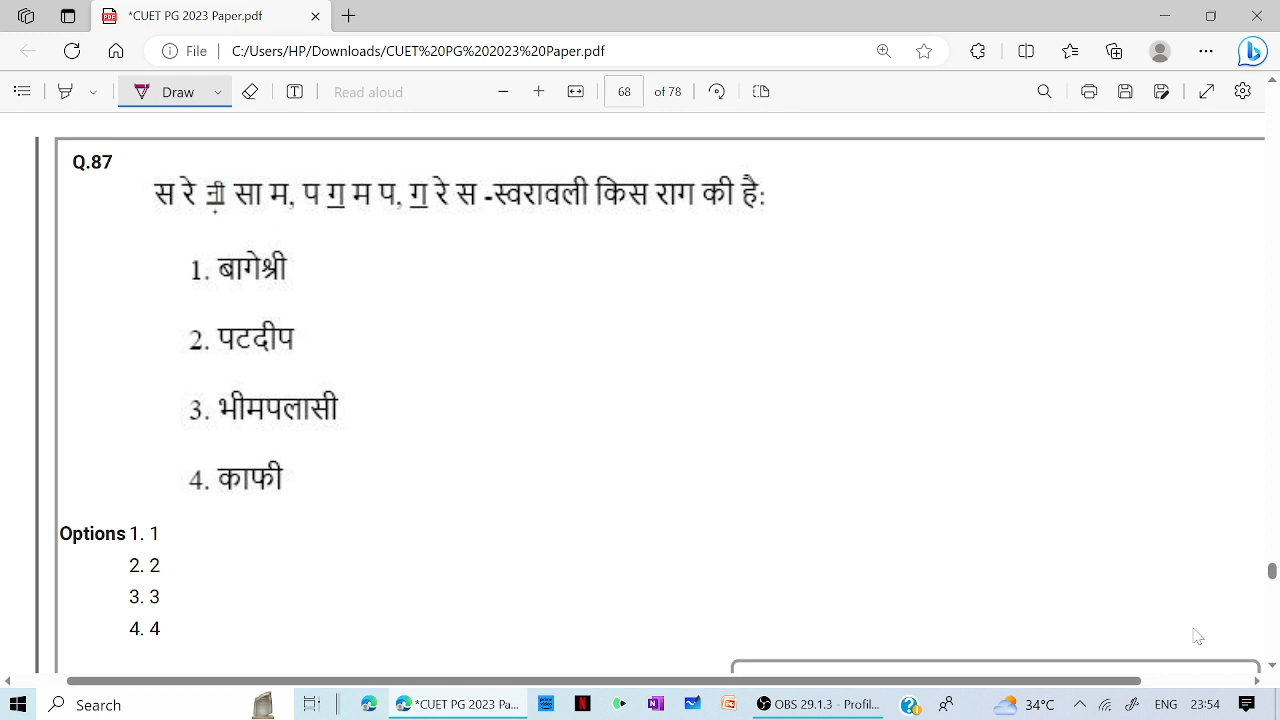 *CUET PG 2023 Paper.pdf
File C:/Users/HP/Downloads/CUET%20PG%202023%20Paper.pdf
Draw Read aloud 68 of 78
Q.87
स रे नी़ सा म, प ग॒ म प, ग॒ रे स -स्वरावली किस राग की है:
1. बागेश्री
2. पटदीप
3. भीमपलासी
4. काफी
Options 1. 1
2. 2
3. 3
4. 4
Search *CUET PG 2023 Pa... OBS 29.1.3 - Profil... 34°C ENG 23:54